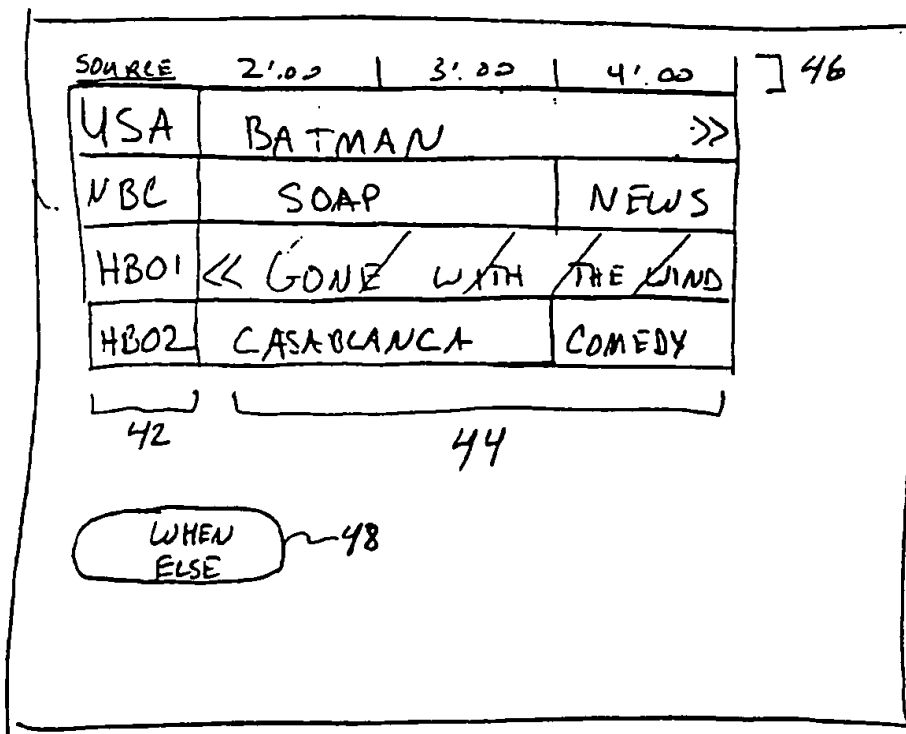 SOURCE 2:00 | 3:00 | 4:00 46
USA BATMAN >>
NBC SOAP NEWS
HBO1 << GONE WITH THE WIND
HBO2 CASABLANCA COMEDY
42 44
WHEN 48
ELSE